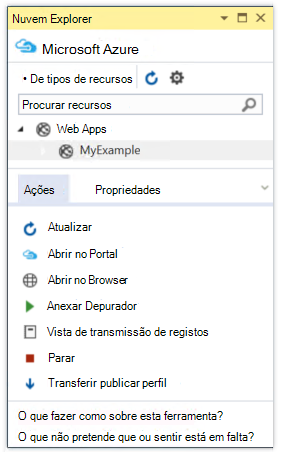 Nuvem Explorer
Microsoft Azure
• De tipos de recursos
Procurar recursos
Web Apps
MyExample
Ações Propriedades
Atualizar
Abrir no Portal
Abrir no Browser
Anexar Depurador
Vista de transmissão de registos
Parar
Transferir publicar perfil
O que fazer como sobre esta ferramenta?
O que não pretende que ou sentir está em falta?